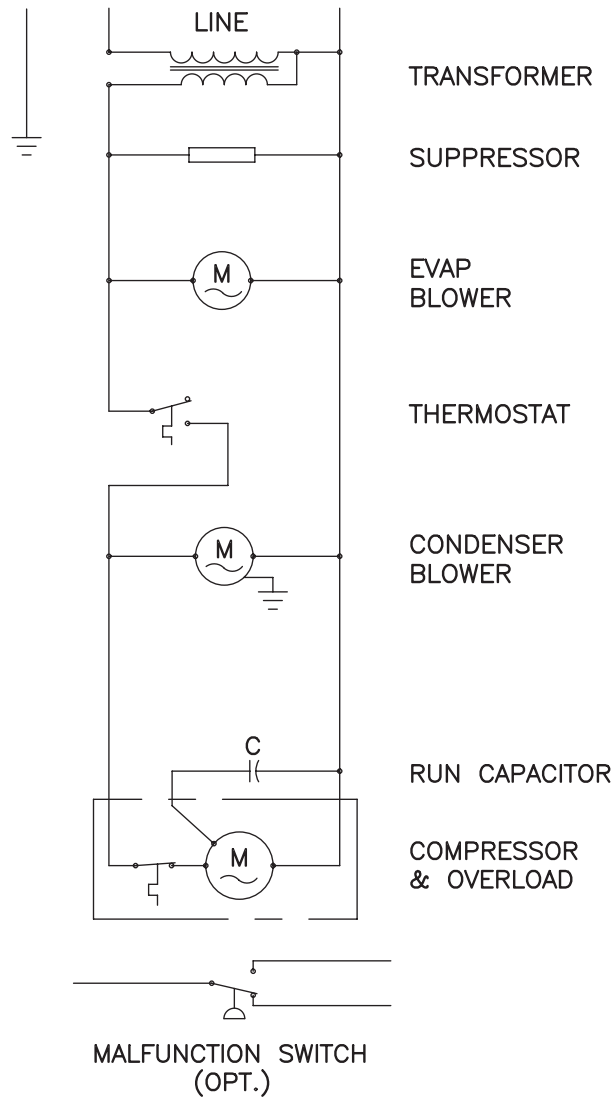 LINE
TRANSFORMER
SUPPRESSOR
M
EVAP
BLOWER
THERMOSTAT
M
CONDENSER
BLOWER
C
RUN CAPACITOR
M
COMPRESSOR
& OVERLOAD
MALFUNCTION SWITCH
(OPT.)